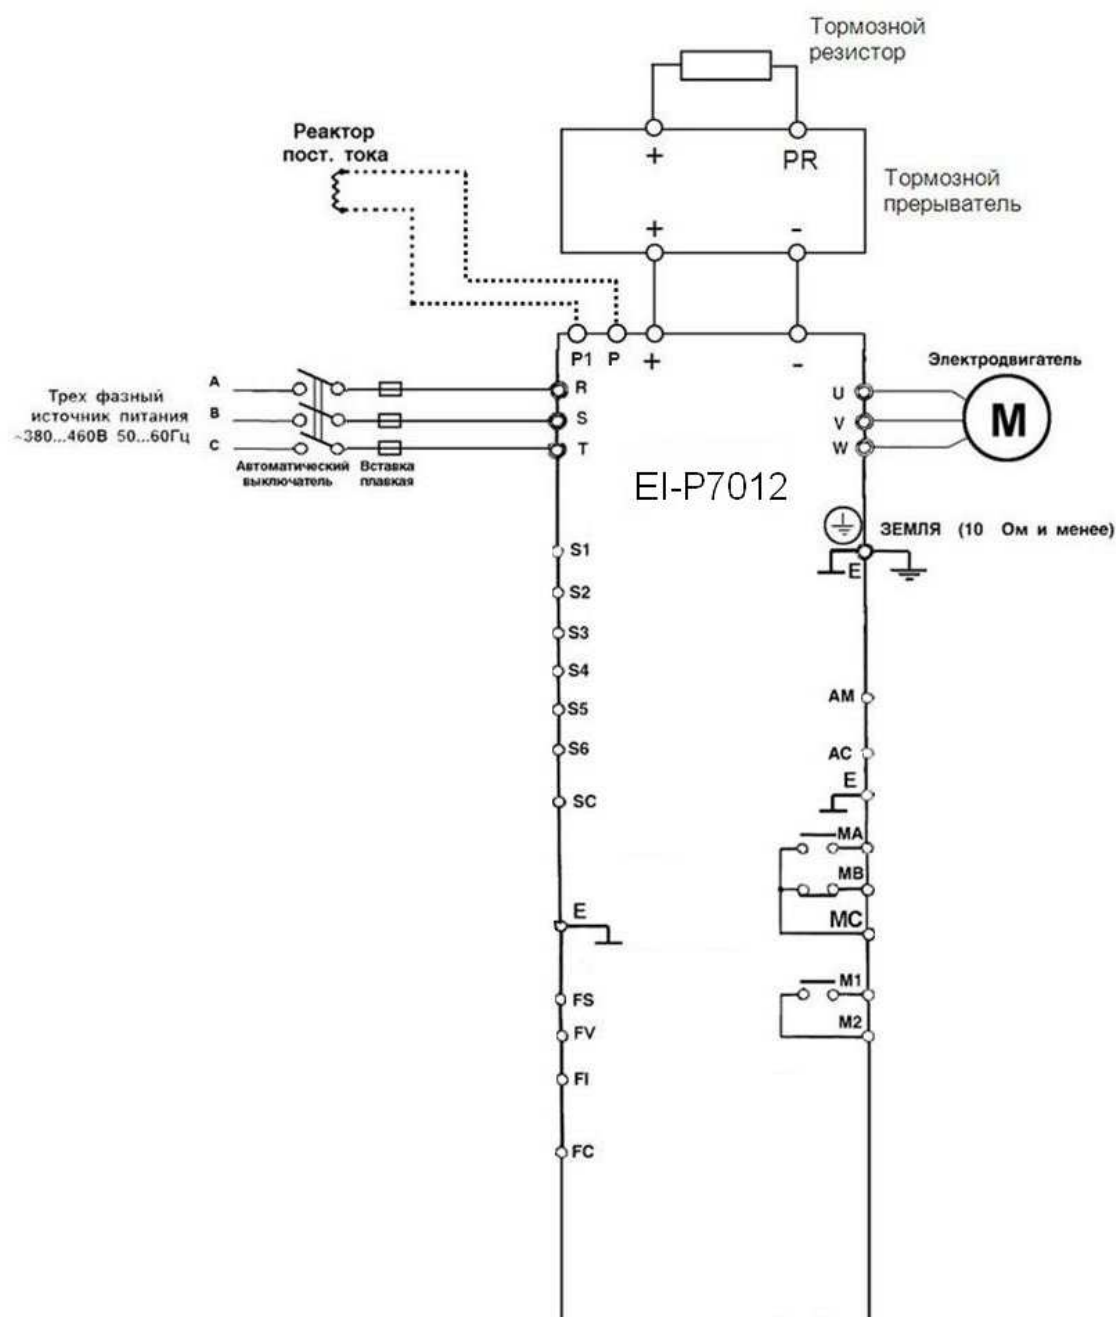 Тормозной
резистор
Реактор
пост. тока
+
PR
Тормозной
прерыватель
+
-
P1
P
+
-
Электродвигатель
Трех фазный
источник питания
~380...460В 50...60Гц
A
B
C
Автоматический
выключатель
Вставка
плавкая
R
S
T
U
V
W
M
EI-P7012
ЗЕМЛЯ (10 Ом и менее)
E
S1
S2
S3
S4
S5
S6
SC
E
FS
FV
FI
FC
AM
AC
E
MA
MB
MC
M1
M2